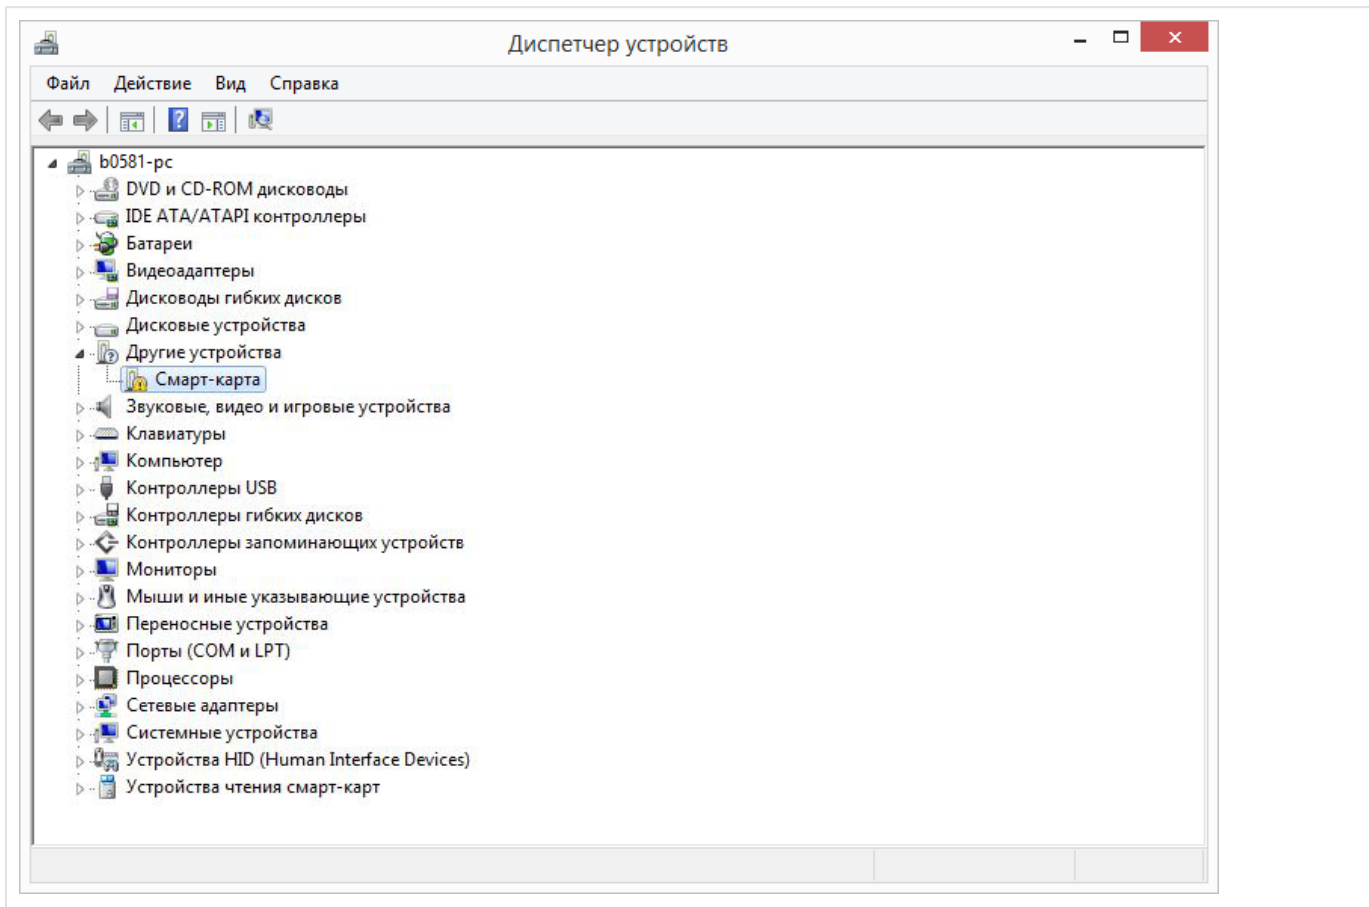 Диспетчер устройств
Файл Действие Вид Справка
b0581-pc
DVD и CD-ROM дисководы
IDE ATA/ATAPI контроллеры
Батареи
Видеоадаптеры
Дисководы гибких дисков
Дисковые устройства
Другие устройства
Смарт-карта
Звуковые, видео и игровые устройства
Клавиатуры
Компьютер
Контроллеры USB
Контроллеры гибких дисков
Контроллеры запоминающих устройств
Мониторы
Мыши и иные указывающие устройства
Переносные устройства
Порты (COM и LPT)
Процессоры
Сетевые адаптеры
Системные устройства
Устройства HID (Human Interface Devices)
Устройства чтения смарт-карт